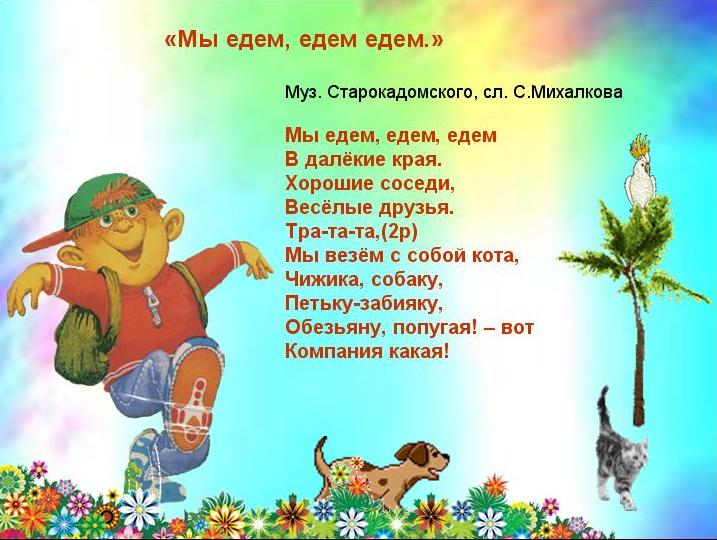 «Мы едем, едем едем.»
Муз. Старокадомского, сл. С.Михалкова
Мы едем, едем, едем
В далёкие края.
Хорошие соседи,
Весёлые друзья.
Тра-та-та,(2р)
Мы везём с собой кота,
Чижика, собаку,
Петьку-забияку,
Обезьяну, попугая! – вот
Компания какая!